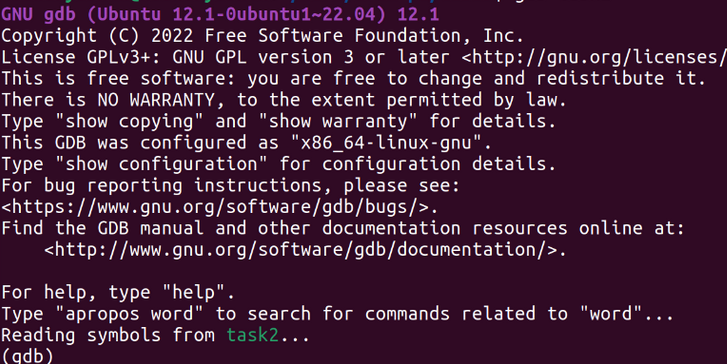 GNU gdb (Ubuntu 12.1-0ubuntu1~22.04) 12.1
Copyright (C) 2022 Free Software Foundation, Inc.
License GPLv3+: GNU GPL version 3 or later <http://gnu.org/licenses/
This is free software: you are free to change and redistribute it.
There is NO WARRANTY, to the extent permitted by law.
Type "show copying" and "show warranty" for details.
This GDB was configured as "x86_64-linux-gnu".
Type "show configuration" for configuration details.
For bug reporting instructions, please see:
<https://www.gnu.org/software/gdb/bugs/>.
Find the GDB manual and other documentation resources online at:
    <http://www.gnu.org/software/gdb/documentation/>.
For help, type "help".
Type "apropos word" to search for commands related to "word"...
Reading symbols from task2...
(gdb)